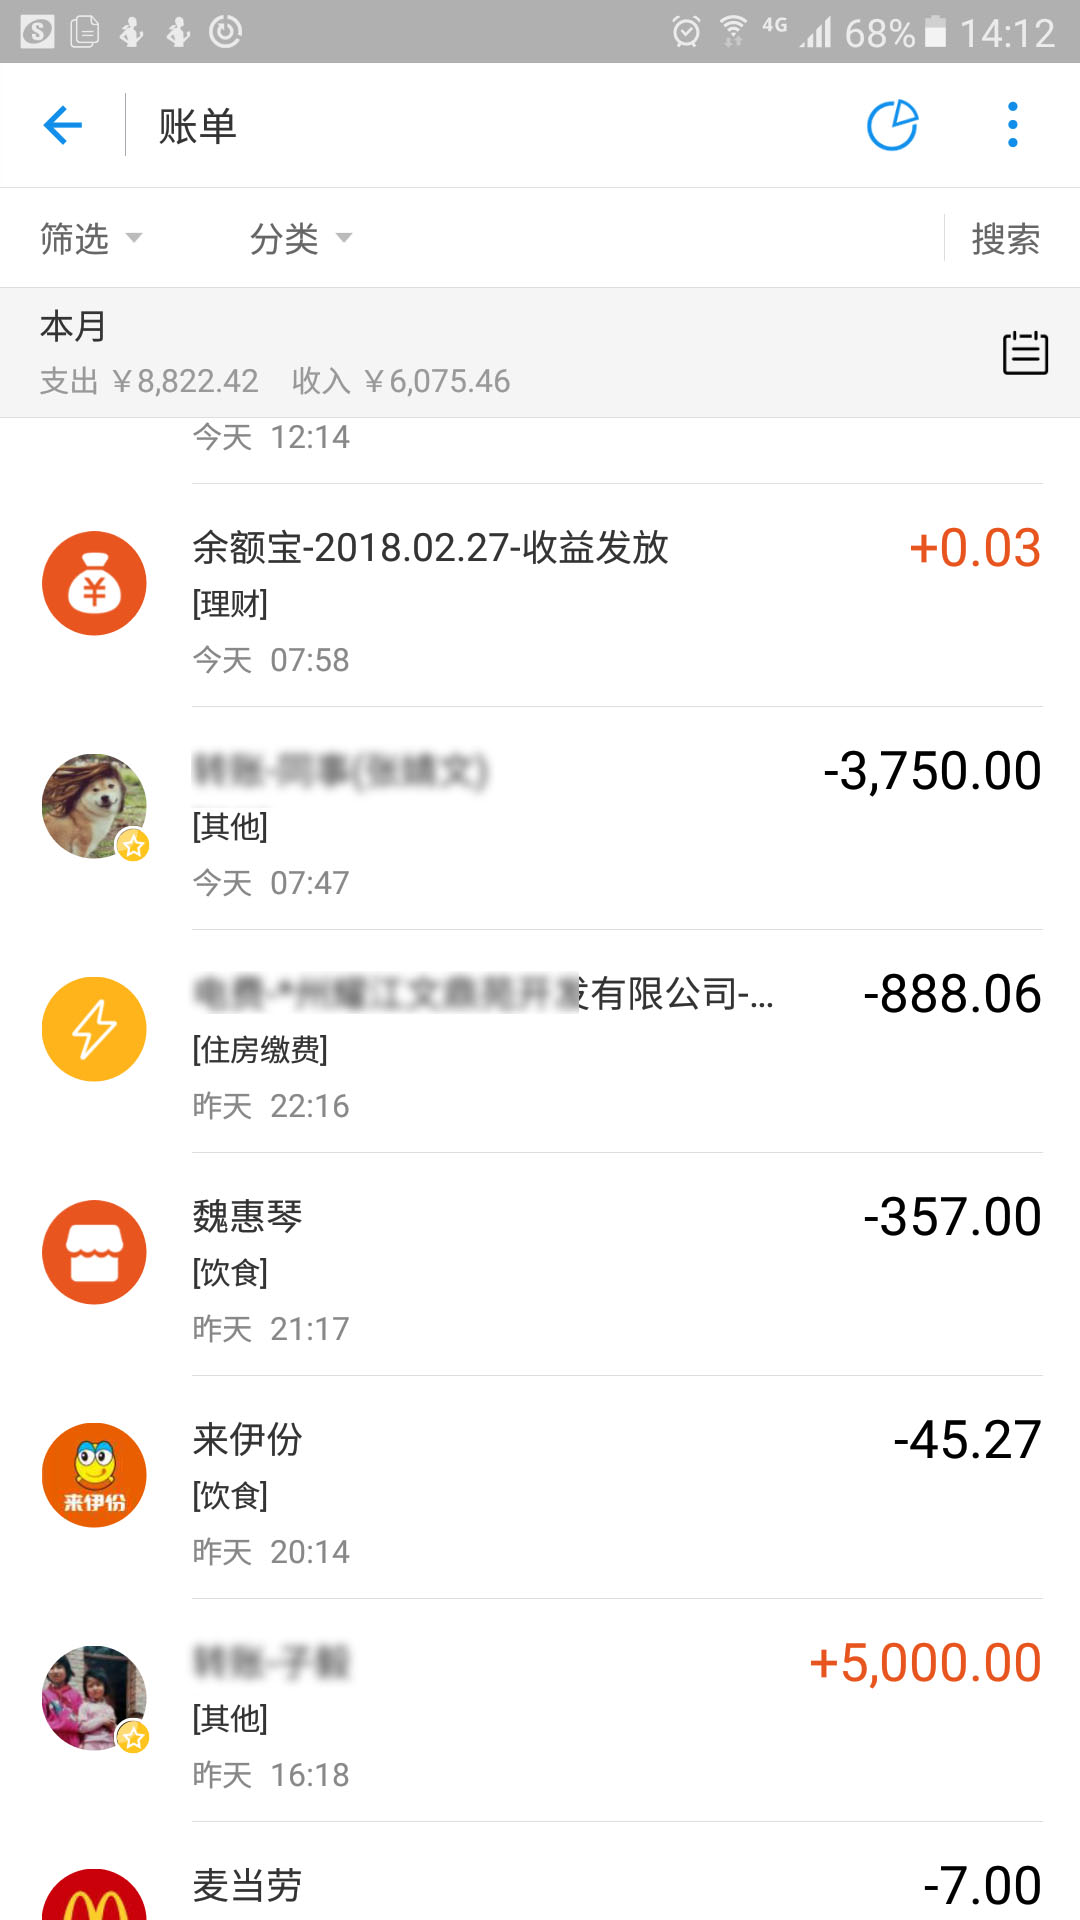 4G 68% 14:12
账单
筛选 分类 搜索
本月
支出 ￥8,822.42 收入 ￥6,075.46
今天 12:14
余额宝-2018.02.27-收益发放 +0.03
[理财]
今天 07:58
-3,750.00
[其他]
今天 07:47
发有限公司-... -888.06
[住房缴费]
昨天 22:16
魏惠琴 -357.00
[饮食]
昨天 21:17
来伊份 -45.27
来伊份
[饮食]
昨天 20:14
+5,000.00
[其他]
昨天 16:18
麦当劳 -7.00